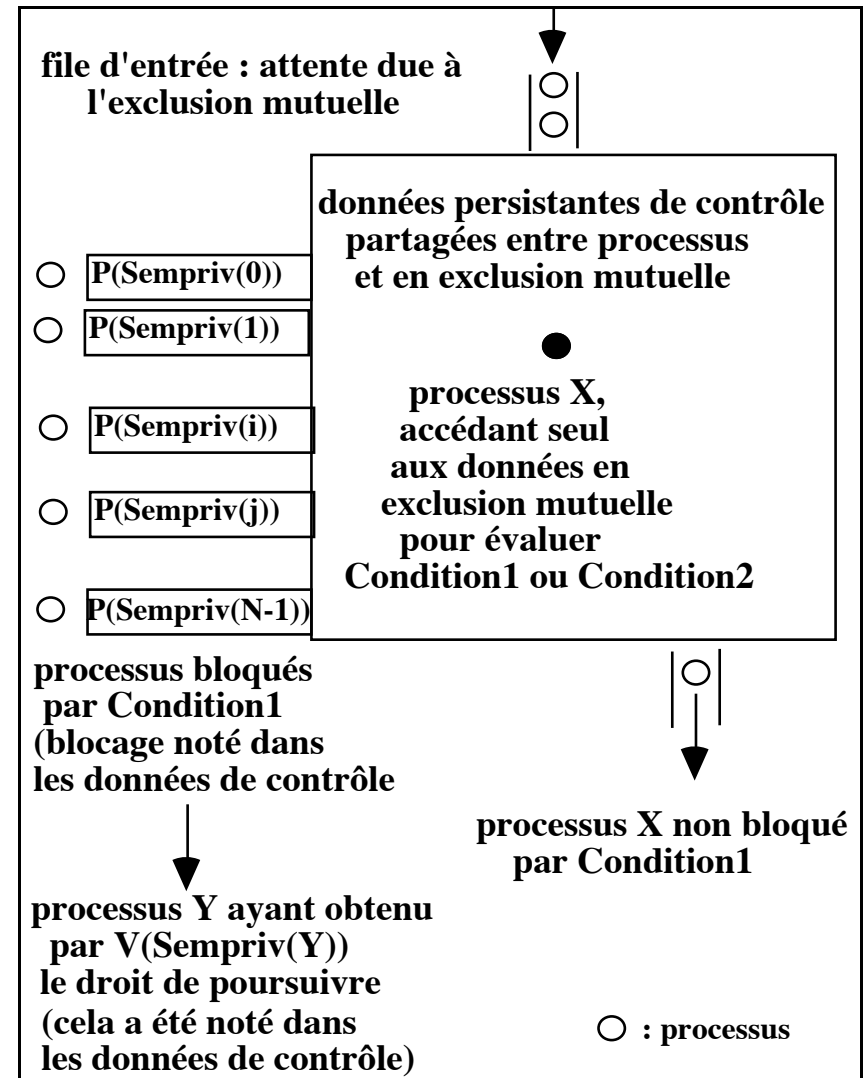 file d'entrée : attente due à
l'exclusion mutuelle
données persistantes de contrôle
partagées entre processus
et en exclusion mutuelle
P(Sempriv(0))
P(Sempriv(1))
P(Sempriv(i))
P(Sempriv(j))
P(Sempriv(N-1))
processus X,
accédant seul
aux données en
exclusion mutuelle
pour évaluer
Condition1 ou Condition2
processus bloqués
par Condition1
(blocage noté dans
les données de contrôle
processus X non bloqué
par Condition1
processus Y ayant obtenu
par V(Sempriv(Y))
le droit de poursuivre
(cela a été noté dans
les données de contrôle)
: processus